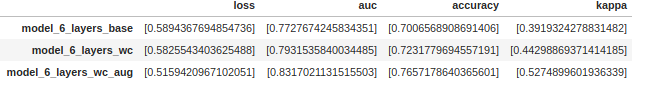 loss auc accuracy kappa
model_6_layers_base [0.5894367694854736] [0.7727674245834351] [0.7006568908691406] [0.3919324278831482]
model_6_layers_wc [0.5825543403625488] [0.7931535840034485] [0.7231779694557191] [0.44298869371414185]
model_6_layers_wc_aug [0.5159420967102051] [0.8317021131515503] [0.7657178640365601] [0.5274899601936339]